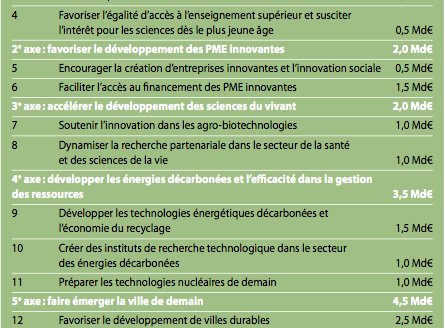 4 Favoriser l'égalité d'accès à l'enseignement supérieur et susciter
l'intérêt pour les sciences dès le plus jeune âge 0,5 Md€
2e axe : favoriser le développement des PME innovantes 2,0 Md€
5 Encourager la création d'entreprises innovantes et l'innovation sociale 0,5 Md€
6 Faciliter l'accès au financement des PME innovantes 1,5 Md€
3e axe : accélérer le développement des sciences du vivant 2,0 Md€
7 Soutenir l'innovation dans les agro-biotechnologies 1,0 Md€
8 Dynamiser la recherche partenariale dans le secteur de la santé
et des sciences de la vie 1,0 Md€
4e axe : développer les énergies décarbonées et l'efficacité dans la gestion
des ressources 3,5 Md€
9 Développer les technologies énergétiques décarbonées et
l'économie du recyclage 1,5 Md€
10 Créer des instituts de recherche technologique dans le secteur
des énergies décarbonées 1,0 Md€
11 Préparer les technologies nucléaires de demain 1,0 Md€
5e axe : faire émerger la ville de demain 4,5 Md€
12 Favoriser le développement de villes durables 2,5 Md€